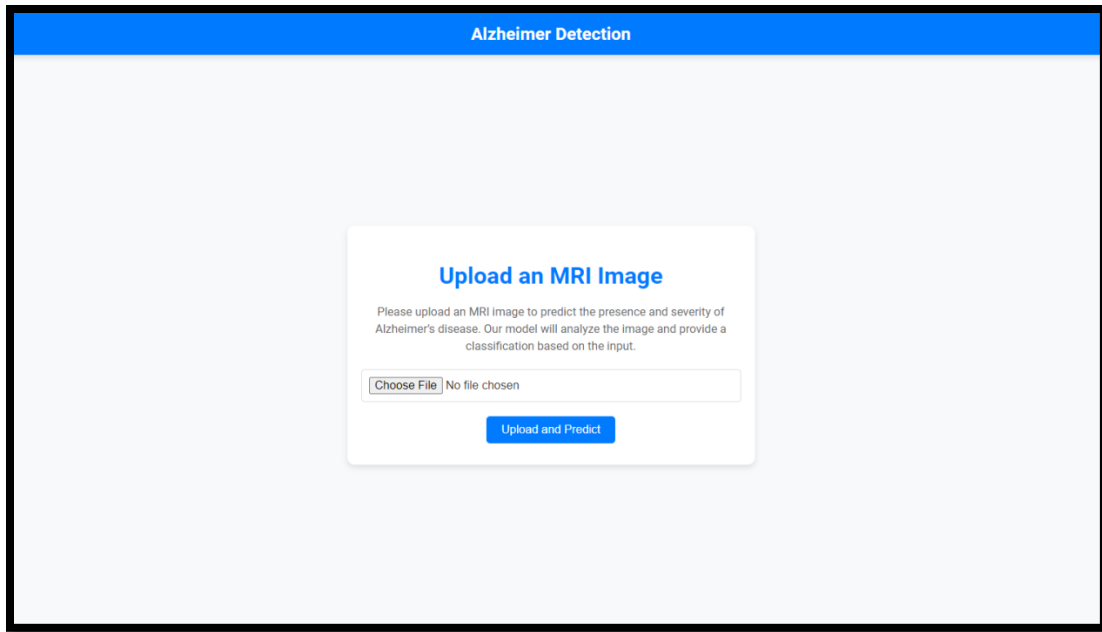 Alzheimer Detection
Upload an MRI Image
Please upload an MRI image to predict the presence and severity of
Alzheimer's disease. Our model will analyze the image and provide a
classification based on the input.
Choose File No file chosen
Upload and Predict